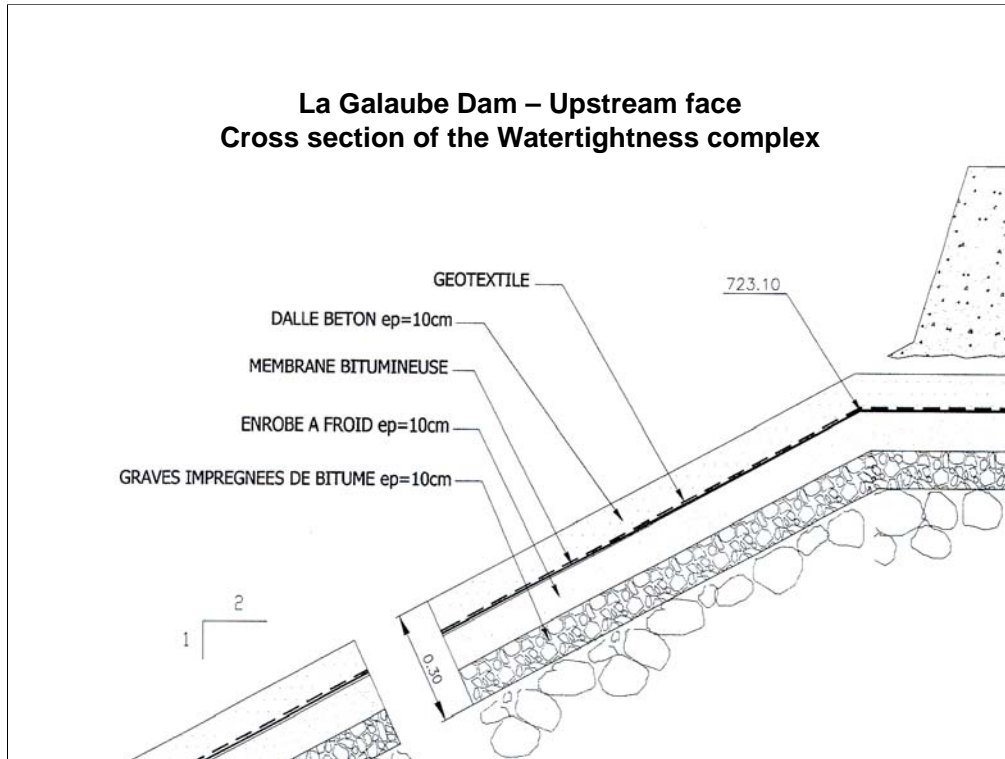 La Galaube Dam – Upstream face
Cross section of the Watertightness complex
GEOTEXTILE
723.10
DALLE BETON ep=10cm
MEMBRANE BITUMINEUSE
ENROBE A FROID ep=10cm
GRAVES IMPREGNEES DE BITUME ep=10cm
2
1
0.30